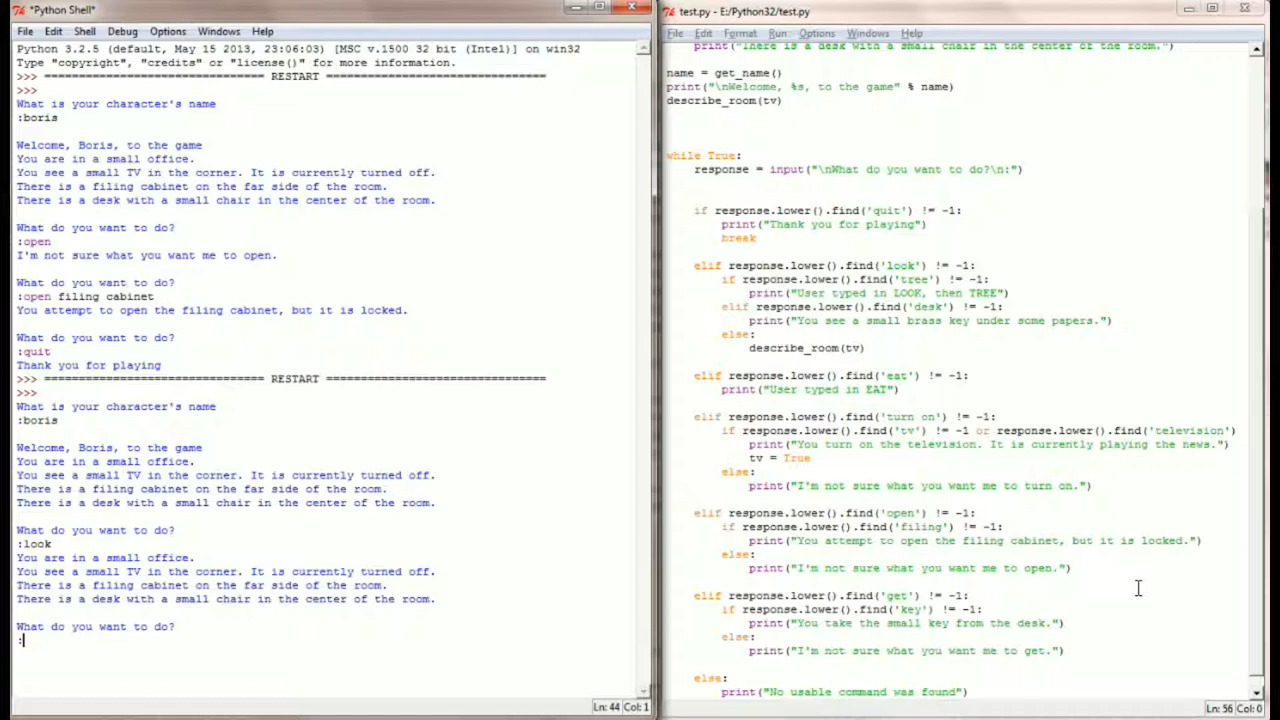 *Python Shell*
File Edit Shell Debug Options Windows Help
Python 3.2.5 (default, May 15 2013, 23:06:03) [MSC v.1500 32 bit (Intel)] on win32
Type "copyright", "credits" or "license()" for more information.
>>> ================================ RESTART ================================
>>>
What is your character's name
:boris

Welcome, Boris, to the game
You are in a small office.
You see a small TV in the corner. It is currently turned off.
There is a filing cabinet on the far side of the room.
There is a desk with a small chair in the center of the room.

What do you want to do?
:open
I'm not sure what you want me to open.

What do you want to do?
:open filing cabinet
You attempt to open the filing cabinet, but it is locked.

What do you want to do?
:quit
Thank you for playing
>>> ================================ RESTART ================================
>>>
What is your character's name
:boris

Welcome, Boris, to the game
You are in a small office.
You see a small TV in the corner. It is currently turned off.
There is a filing cabinet on the far side of the room.
There is a desk with a small chair in the center of the room.

What do you want to do?
:look
You are in a small office.
You see a small TV in the corner. It is currently turned off.
There is a filing cabinet on the far side of the room.
There is a desk with a small chair in the center of the room.

What do you want to do?
:
Ln: 44 Col: 1
test.py - E:/Python32/test.py
File Edit Format Run Options Windows Help
    print("There is a desk with a small chair in the center of the room.")

name = get_name()
print("\nWelcome, %s, to the game" % name)
describe_room(tv)

while True:
    response = input("\nWhat do you want to do?\n:")

    if response.lower().find('quit') != -1:
        print("Thank you for playing")
        break

    elif response.lower().find('look') != -1:
        if response.lower().find('tree') != -1:
            print("User typed in LOOK, then TREE")
        elif response.lower().find('desk') != -1:
            print("You see a small brass key under some papers.")
        else:
            describe_room(tv)

    elif response.lower().find('eat') != -1:
        print("User typed in EAT")

    elif response.lower().find('turn on') != -1:
        if response.lower().find('tv') != -1 or response.lower().find('television')
            print("You turn on the television. It is currently playing the news.")
            tv = True
        else:
            print("I'm not sure what you want me to turn on.")

    elif response.lower().find('open') != -1:
        if response.lower().find('filing') != -1:
            print("You attempt to open the filing cabinet, but it is locked.")
        else:
            print("I'm not sure what you want me to open.")

    elif response.lower().find('get') != -1:
        if response.lower().find('key') != -1:
            print("You take the small key from the desk.")
        else:
            print("I'm not sure what you want me to get.")

    else:
        print("No usable command was found")
Ln: 56 Col: 0